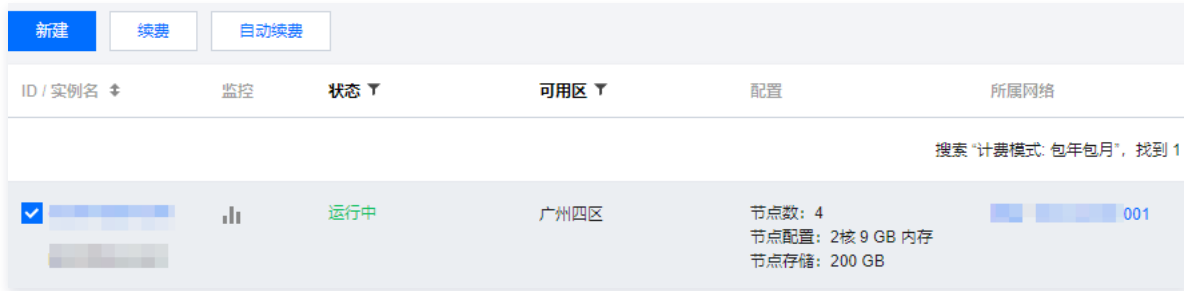 新建 续费 自动续费
ID / 实例名 监控 状态 可用区 配置 所属网络
搜索 “计费模式: 包年包月”，找到 1
运行中 广州四区 节点数：4 001
节点配置：2核 9 GB 内存
节点存储：200 GB